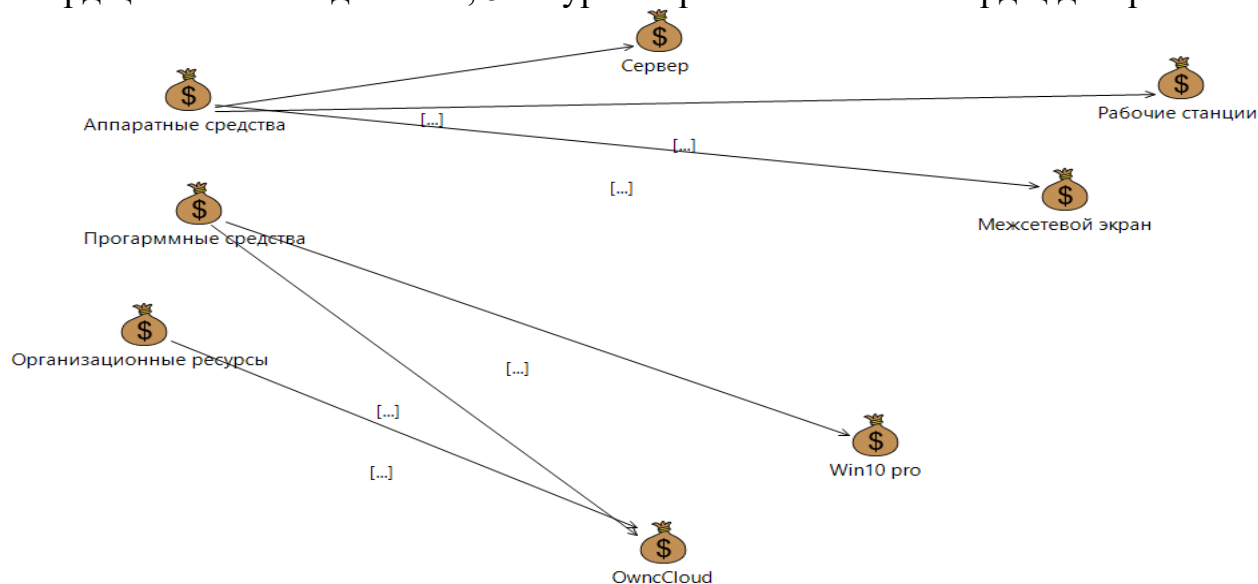 Сервер
Рабочие станции
Аппаратные средства
[...]
[...]
[...]
Межсетевой экран
Прогарммные средства
Организационные ресурсы
[...]
[...]
[...]
Win10 pro
OwncCloud